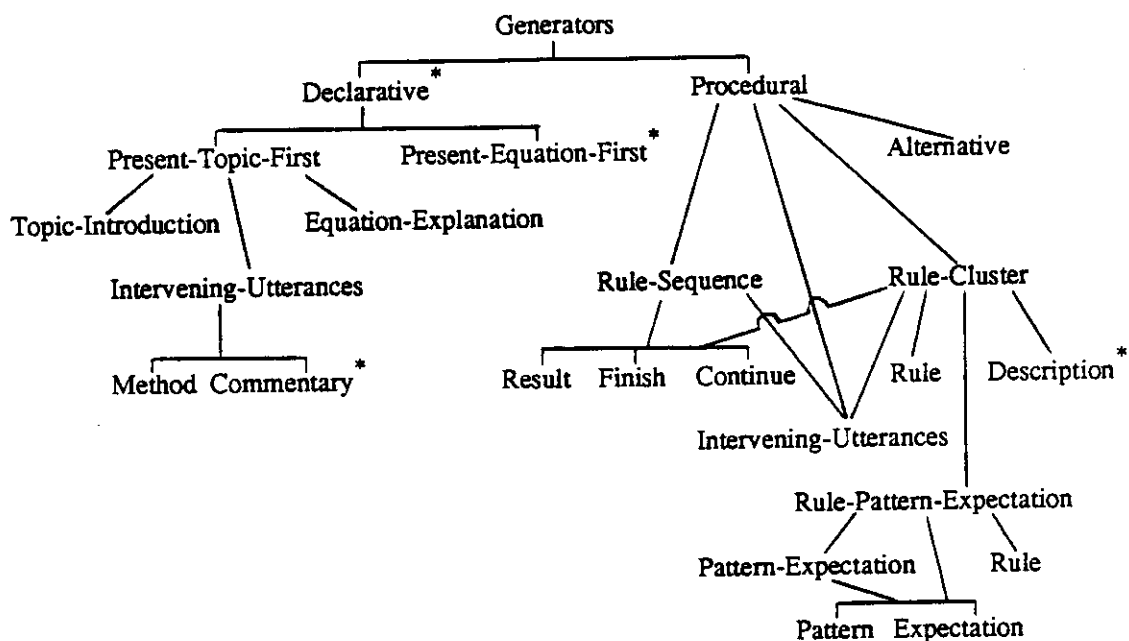 Generators
Declarative*
Procedural
Present-Topic-First
Present-Equation-First*
Alternative
Topic-Introduction
Equation-Explanation
Intervening-Utterances
Rule-Sequence
Rule-Cluster
Method Commentary*
Result Finish Continue
Rule
Description*
Intervening-Utterances
Rule-Pattern-Expectation
Pattern-Expectation
Rule
Pattern Expectation